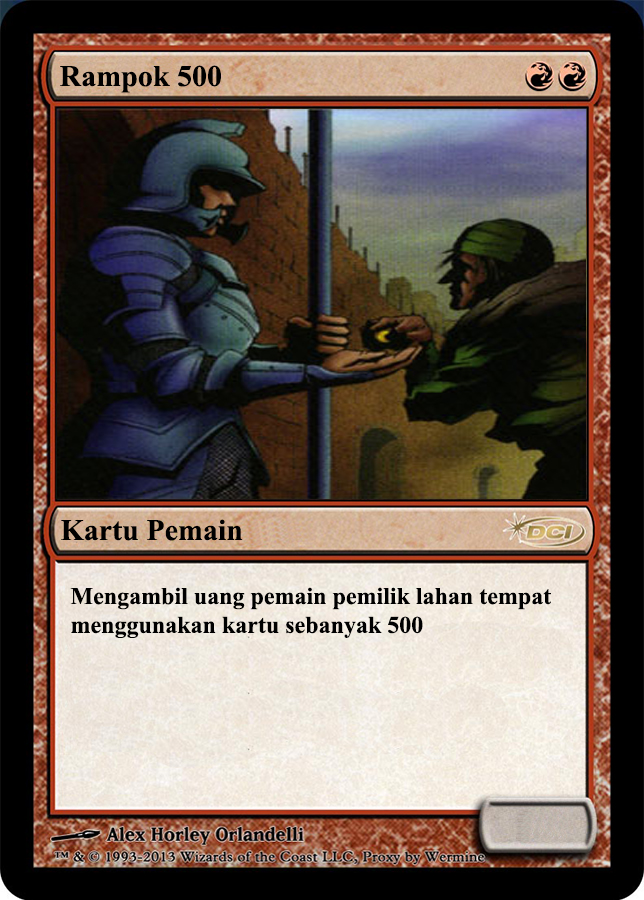 Rampok 500
Kartu Pemain
DCI
Mengambil uang pemain pemilik lahan tempat
menggunakan kartu sebanyak 500
Alex Horley Orlandelli
™ & © 1993-2013 Wizards of the Coast LLC, Proxy by Wermine